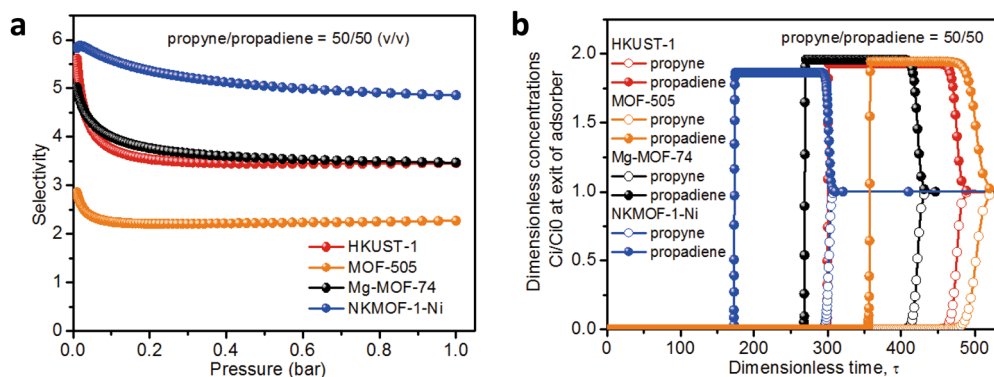 a
propyne/propadiene = 50/50 (v/v)
Selectivity
6
5
4
3
2
1
0
HKUST-1
MOF-505
Mg-MOF-74
NKMOF-1-Ni
0.0 0.2 0.4 0.6 0.8 1.0
Pressure (bar)
b
propyne/propadiene = 50/50
Dimensionless concentrations
Ci/Ci0 at exit of adsorber
2.0
1.5
1.0
0.5
0.0
HKUST-1
propyne
propadiene
MOF-505
propyne
propadiene
Mg-MOF-74
propyne
propadiene
NKMOF-1-Ni
propyne
propadiene
0 100 200 300 400 500
Dimensionless time, τ